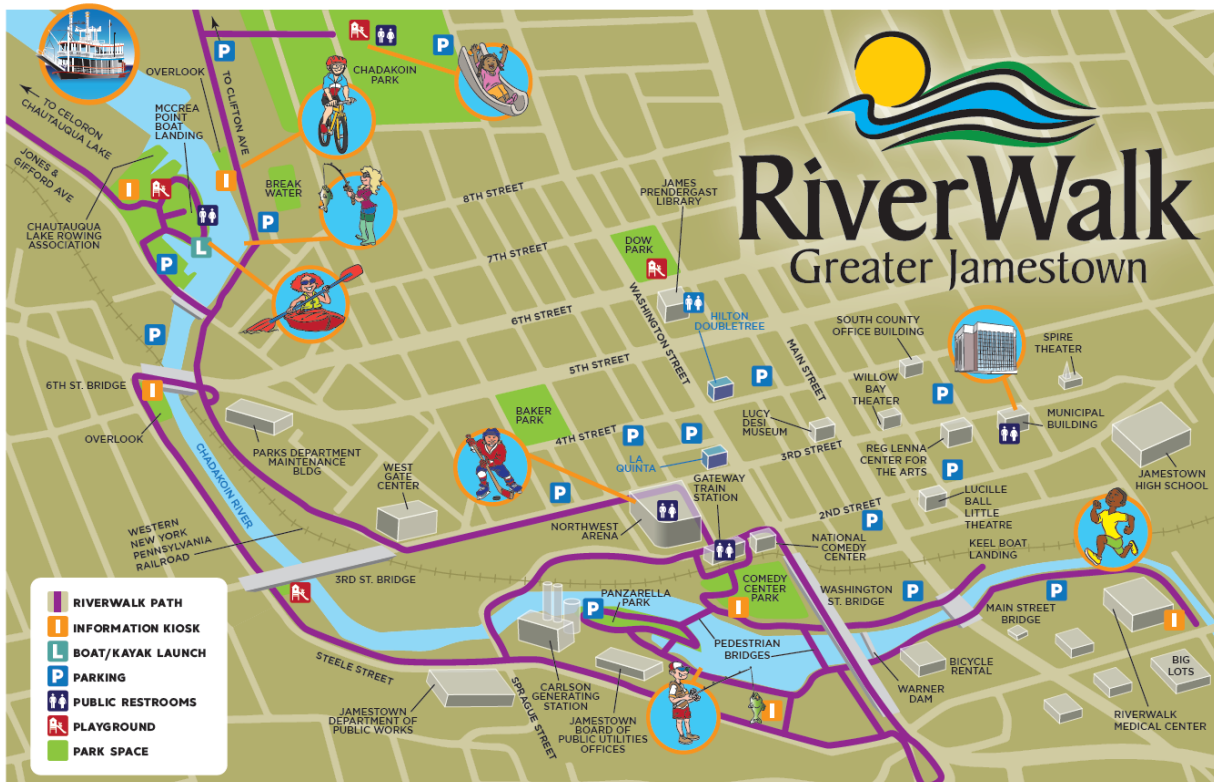 OVERLOOK
TO CLIFTON AVE
P
P
CHADAKOIN
PARK
TO CELORON
CHAUTAUQUA LAKE
MCCREA
POINT
BOAT
LANDING
JONES &
GIFFORD AVE
I
I
BREAK
WATER
CHAUTAUQUA
LAKE ROWING
ASSOCIATION
P
L
P
P
RiverWalk
Greater Jamestown
8TH STREET
JAMES
PRENDERGAST
LIBRARY
7TH STREET
DOW
PARK
WASHINGTON STREET
6TH STREET
HILTON
DOUBLETREE
MAIN STREET
SOUTH COUNTY
OFFICE BUILDING
SPIRE
THEATER
5TH STREET
P
WILLOW
BAY
THEATER
P
6TH ST. BRIDGE
I
OVERLOOK
BAKER
PARK
4TH STREET
P
P
LUCY
DESI
MUSEUM
3RD STREET
MUNICIPAL
BUILDING
REG LENNA
CENTER FOR
THE ARTS
P
PARKS DEPARTMENT
MAINTENANCE
BLDG
LA
QUINTA
JAMESTOWN
HIGH SCHOOL
CHADAKOIN RIVER
WEST
GATE
CENTER
P
GATEWAY
TRAIN
STATION
2ND STREET
LUCILLE
BALL
LITTLE
THEATRE
NORTHWEST
ARENA
P
WESTERN
NEW YORK
PENNSYLVANIA
RAILROAD
NATIONAL
COMEDY
CENTER
KEEL BOAT
LANDING
3RD ST. BRIDGE
COMEDY
CENTER
PARK
WASHINGTON
ST. BRIDGE
P
P
PANZARELLA
PARK
P
I
MAIN STREET
BRIDGE
I
PEDESTRIAN
BRIDGES
STEELE STREET
SPRAGUE STREET
CARLSON
GENERATING
STATION
JAMESTOWN
BOARD OF
PUBLIC UTILITIES
OFFICES
BICYCLE
RENTAL
BIG
LOTS
WARNER
DAM
JAMESTOWN
DEPARTMENT OF
PUBLIC WORKS
I
RIVERWALK
MEDICAL CENTER
RIVERWALK PATH
I INFORMATION KIOSK
L BOAT/KAYAK LAUNCH
P PARKING
PUBLIC RESTROOMS
PLAYGROUND
PARK SPACE